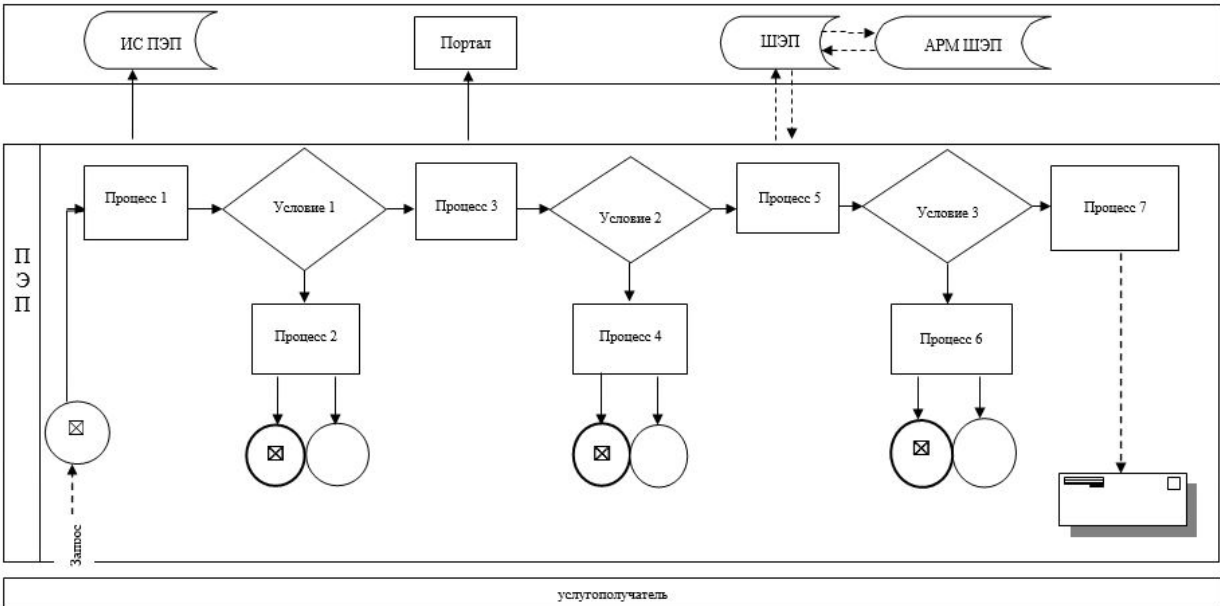 ИС ПЭП
Портал
ШЭП
АРМ ШЭП
ПЭП
Процесс 1
Условие 1
Процесс 3
Условие 2
Процесс 5
Условие 3
Процесс 7
Процесс 2
Процесс 4
Процесс 6
Запрос
услугополучатель